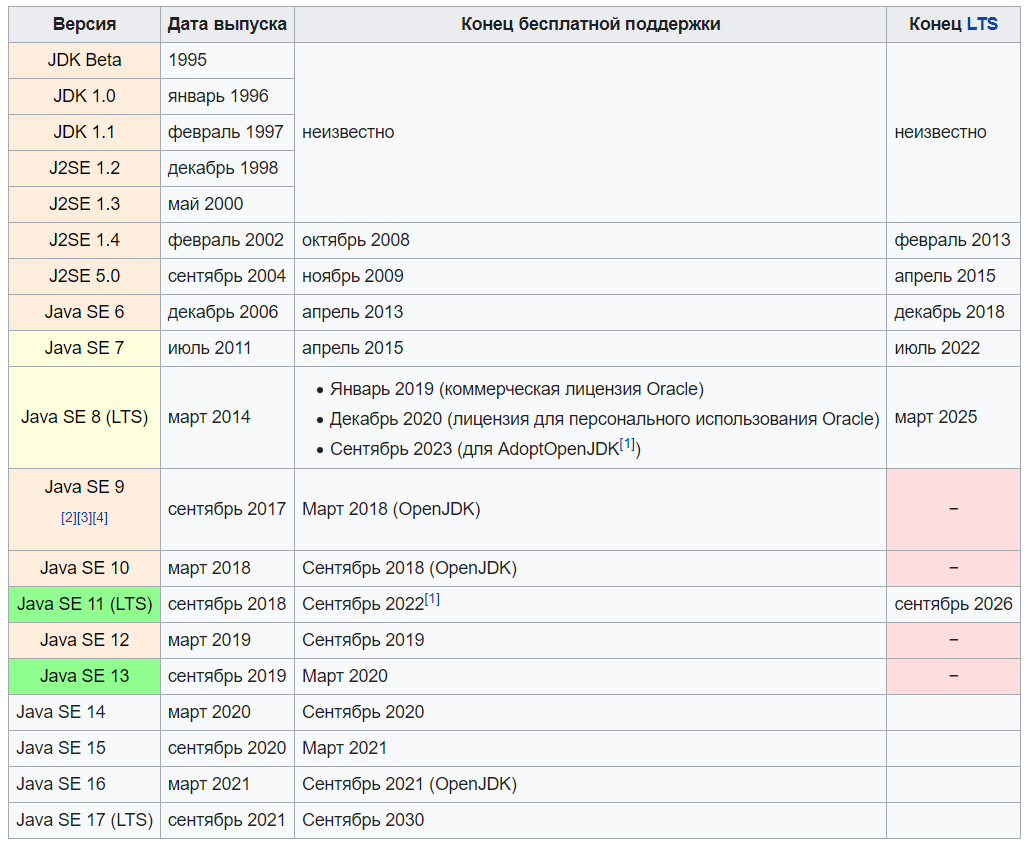 Версия Дата выпуска Конец бесплатной поддержки Конец LTS
JDK Beta 1995
JDK 1.0 январь 1996
JDK 1.1 февраль 1997 неизвестно неизвестно
J2SE 1.2 декабрь 1998
J2SE 1.3 май 2000
J2SE 1.4 февраль 2002 октябрь 2008 февраль 2013
J2SE 5.0 сентябрь 2004 ноябрь 2009 апрель 2015
Java SE 6 декабрь 2006 апрель 2013 декабрь 2018
Java SE 7 июль 2011 апрель 2015 июль 2022
• Январь 2019 (коммерческая лицензия Oracle)
Java SE 8 (LTS) март 2014 • Декабрь 2020 (лицензия для персонального использования Oracle) март 2025
• Сентябрь 2023 (для AdoptOpenJDK[1])
Java SE 9
сентябрь 2017 Март 2018 (OpenJDK) –
[2][3][4]
Java SE 10 март 2018 Сентябрь 2018 (OpenJDK) –
Java SE 11 (LTS) сентябрь 2018 Сентябрь 2022[1] сентябрь 2026
Java SE 12 март 2019 Сентябрь 2019 –
Java SE 13 сентябрь 2019 Март 2020 –
Java SE 14 март 2020 Сентябрь 2020
Java SE 15 сентябрь 2020 Март 2021
Java SE 16 март 2021 Сентябрь 2021 (OpenJDK)
Java SE 17 (LTS) сентябрь 2021 Сентябрь 2030